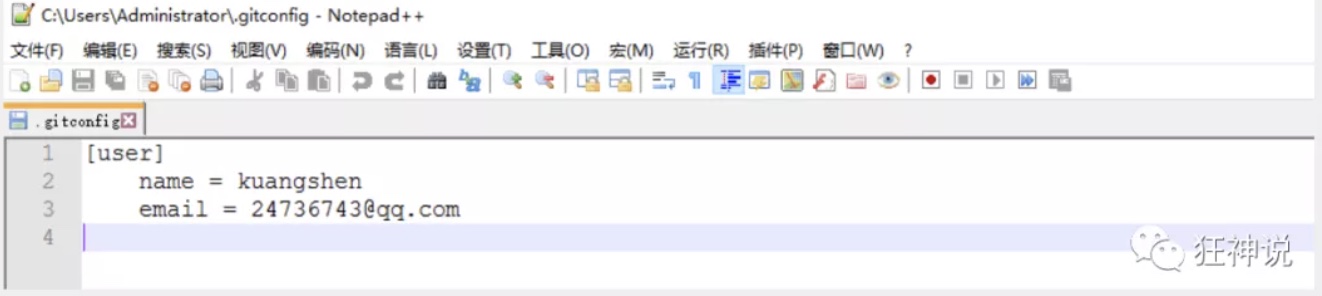 C:\Users\Administrator\.gitconfig - Notepad++
文件(F) 编辑(E) 搜索(S) 视图(V) 编码(N) 语言(L) 设置(T) 工具(O) 宏(M) 运行(R) 插件(P) 窗口(W) ?
.gitconfig
1 [user]
2 name = kuangshen
3 email = 24736743@qq.com
4
狂神说